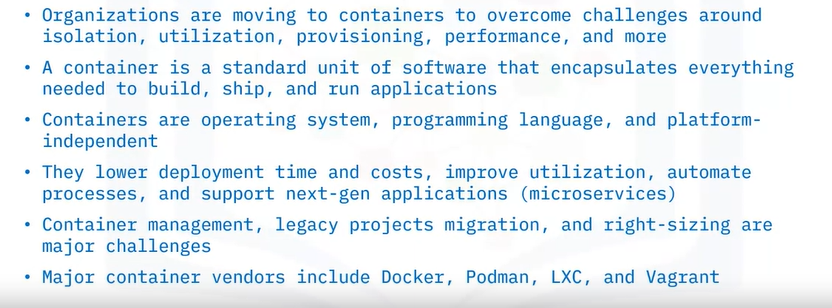 • Organizations are moving to containers to overcome challenges around
isolation, utilization, provisioning, performance, and more
• A container is a standard unit of software that encapsulates everything
needed to build, ship, and run applications
• Containers are operating system, programming language, and platform-
independent
• They lower deployment time and costs, improve utilization, automate
processes, and support next-gen applications (microservices)
• Container management, legacy projects migration, and right-sizing are
major challenges
• Major container vendors include Docker, Podman, LXC, and Vagrant